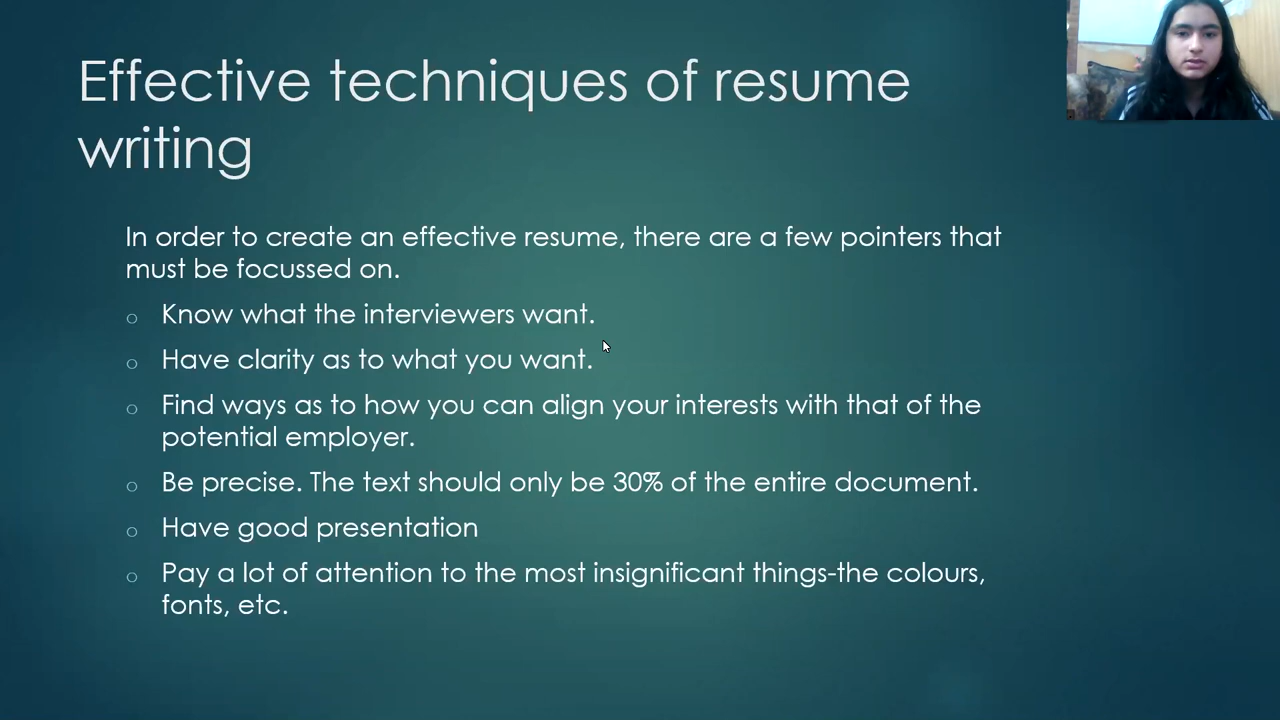 Effective techniques of resume
writing
In order to create an effective resume, there are a few pointers that
must be focussed on.
o Know what the interviewers want.
o Have clarity as to what you want.
o Find ways as to how you can align your interests with that of the
potential employer.
o Be precise. The text should only be 30% of the entire document.
o Have good presentation
o Pay a lot of attention to the most insignificant things-the colours,
fonts, etc.